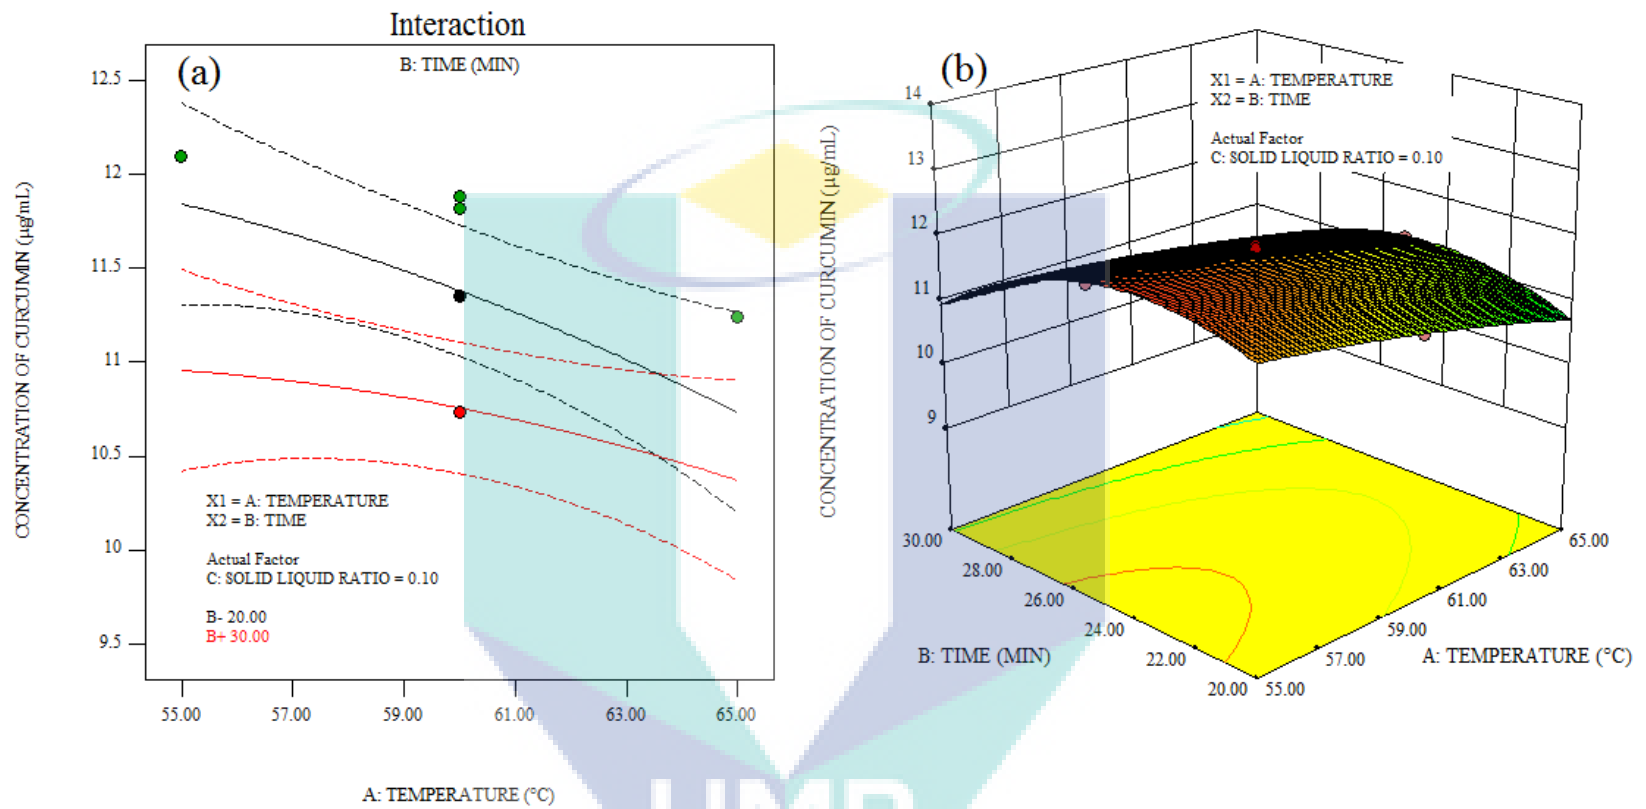 Interaction
(a)
B: TIME (MIN)
12.5
12
11.5
11
10.5
10
9.5
CONCENTRATION OF CURCUMIN (µg/mL)
X1 = A: TEMPERATURE
X2 = B: TIME
Actual Factor
C: SOLID LIQUID RATIO = 0.10
B- 20.00
B+ 30.00
55.00 57.00 59.00 61.00 63.00 65.00
A: TEMPERATURE (°C)
(b)
X1 = A: TEMPERATURE
X2 = B: TIME
Actual Factor
C: SOLID LIQUID RATIO = 0.10
14
13
12
11
10
9
CONCENTRATION OF CURCUMIN (µg/mL)
30.00
28.00
26.00
24.00
22.00
20.00
B: TIME (MIN)
55.00
57.00
59.00
61.00
63.00
65.00
A: TEMPERATURE (°C)
UMP